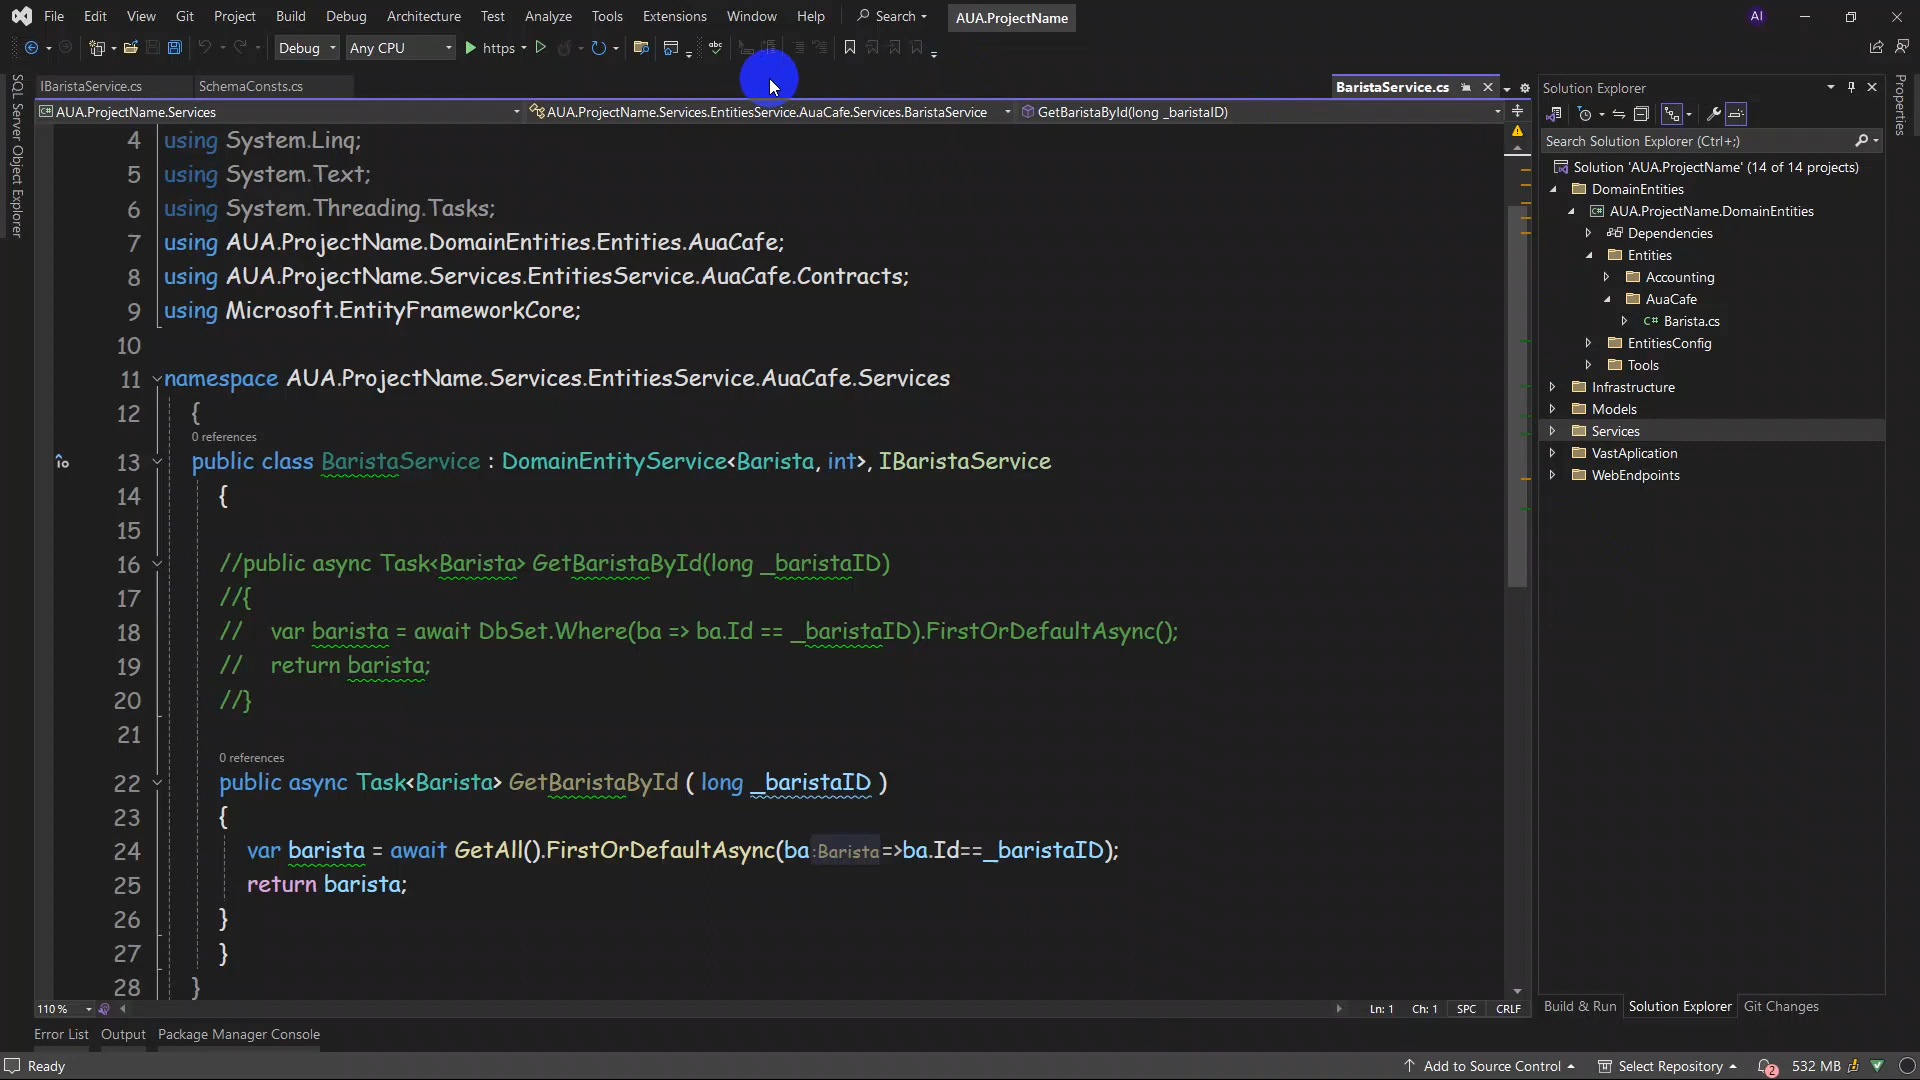 File Edit View Git Project Build Debug Architecture Test Analyze Tools Extensions Window Help Search AUA.ProjectName AI
Debug Any CPU https
IBaristaService.cs SchemaConsts.cs BaristaService.cs
AUA.ProjectName.Services AUA.ProjectName.Services.EntitiesService.AuaCafe.Services.BaristaService GetBaristaById(long _baristaID)
SQL Server Object Explorer
4 using System.Linq;
5 using System.Text;
6 using System.Threading.Tasks;
7 using AUA.ProjectName.DomainEntities.Entities.AuaCafe;
8 using AUA.ProjectName.Services.EntitiesService.AuaCafe.Contracts;
9 using Microsoft.EntityFrameworkCore;
10
11 namespace AUA.ProjectName.Services.EntitiesService.AuaCafe.Services
12 {
0 references
13 public class BaristaService : DomainEntityService<Barista, int>, IBaristaService
14 {
15
16 //public async Task<Barista> GetBaristaById(long _baristaID)
17 //{
18 // var barista = await DbSet.Where(ba => ba.Id == _baristaID).FirstOrDefaultAsync();
19 // return barista;
20 //}
21
0 references
22 public async Task<Barista> GetBaristaById ( long _baristaID )
23 {
24 var barista = await GetAll().FirstOrDefaultAsync(ba:Barista=>ba.Id==_baristaID);
25 return barista;
26 }
27 }
28 }
110 % Ln: 1 Ch: 1 SPC CRLF
Solution Explorer
Search Solution Explorer (Ctrl+;)
Solution 'AUA.ProjectName' (14 of 14 projects)
DomainEntities
C# AUA.ProjectName.DomainEntities
Dependencies
Entities
Accounting
AuaCafe
C# Barista.cs
EntitiesConfig
Tools
Infrastructure
Models
Services
VastAplication
WebEndpoints
Build & Run Solution Explorer Git Changes
Properties
Error List Output Package Manager Console
Ready Add to Source Control Select Repository 2 532 MB